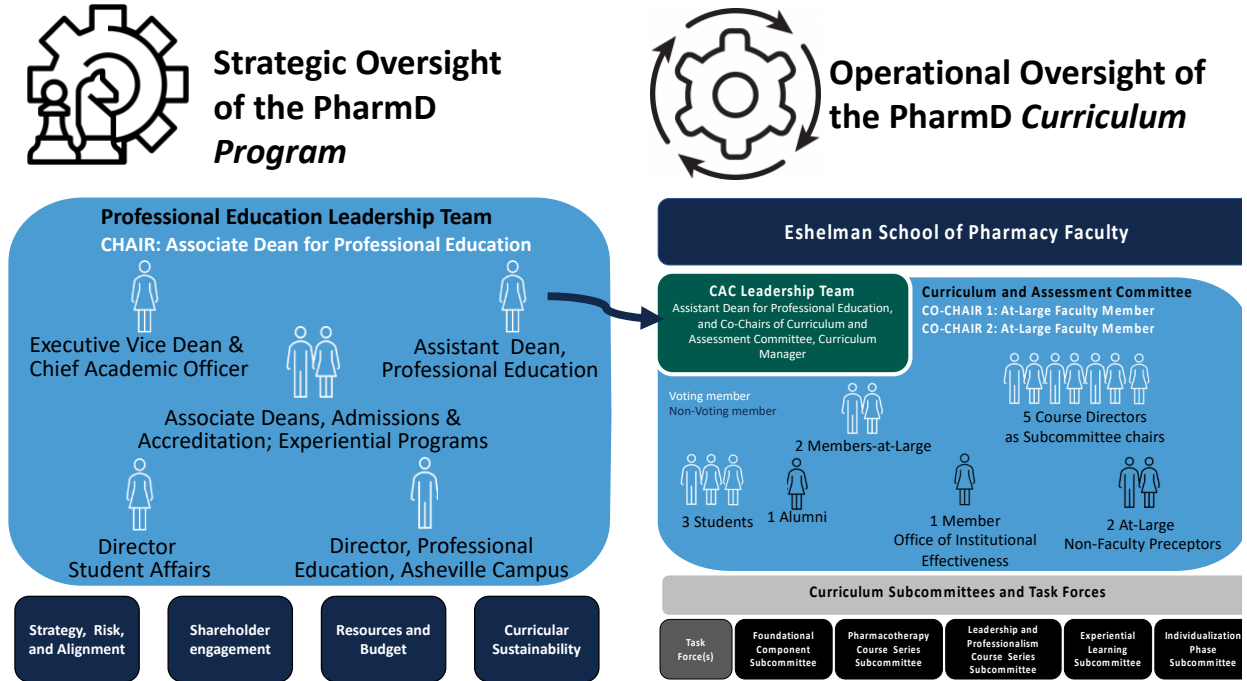 Strategic Oversight
of the PharmD
Program
Professional Education Leadership Team
CHAIR: Associate Dean for Professional Education
Executive Vice Dean &
Chief Academic Officer
Assistant Dean,
Professional Education
Associate Deans, Admissions &
Accreditation; Experiential Programs
Director
Student Affairs
Director, Professional
Education, Asheville Campus
Strategy, Risk,
and Alignment
Shareholder
engagement
Resources and
Budget
Curricular
Sustainability
Operational Oversight of
the PharmD Curriculum
Eshelman School of Pharmacy Faculty
CAC Leadership Team
Assistant Dean for Professional Education,
and Co-Chairs of Curriculum and
Assessment Committee, Curriculum
Manager
Curriculum and Assessment Committee
CO-CHAIR 1: At-Large Faculty Member
CO-CHAIR 2: At-Large Faculty Member
Voting member
Non-Voting member
2 Members-at-Large
5 Course Directors
as Subcommittee chairs
3 Students
1 Alumni
1 Member
Office of Institutional
Effectiveness
2 At-Large
Non-Faculty Preceptors
Curriculum Subcommittees and Task Forces
Task
Force(s)
Foundational
Component
Subcommittee
Pharmacotherapy
Course Series
Subcommittee
Leadership and
Professionalism
Course Series
Subcommittee
Experiential
Learning
Subcommittee
Individualization
Phase
Subcommittee